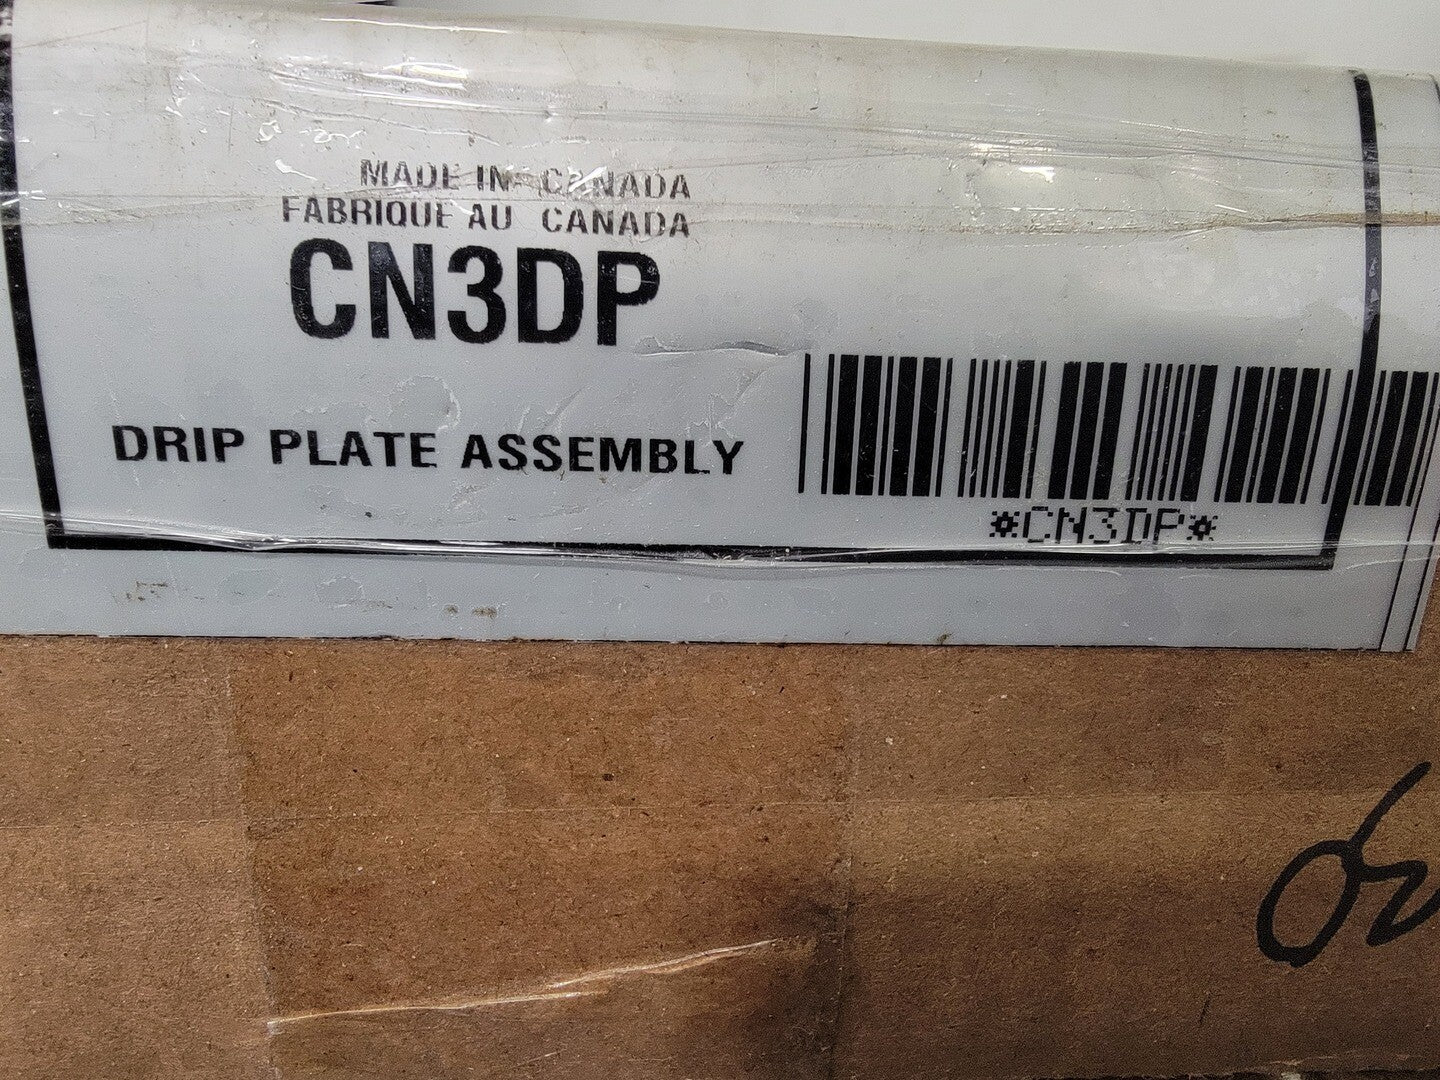 MADE IN CANADA
FABRIQUE AU CANADA
CN3DP
DRIP PLATE ASSEMBLY
*CN3DP*